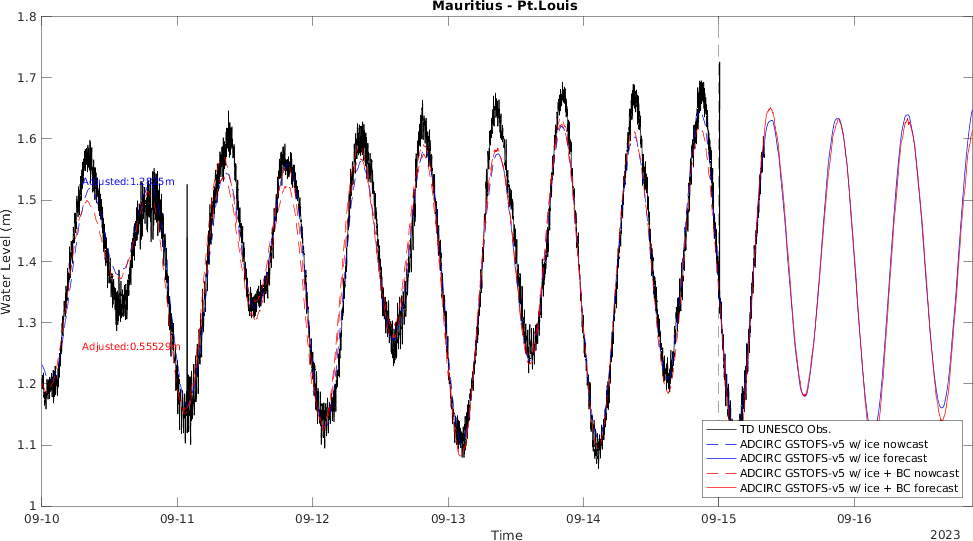 Mauritius - Pt.Louis
1.8
1.7
1.6
1.5
1.4
1.3
1.2
1.1
1
Water Level (m)
Adjusted:0.55529m
TD UNESCO Obs.
ADCIRC GSTOFS-v5 w/ ice nowcast
ADCIRC GSTOFS-v5 w/ ice forecast
ADCIRC GSTOFS-v5 w/ ice + BC nowcast
ADCIRC GSTOFS-v5 w/ ice + BC forecast
09-10 09-11 09-12 09-13 09-14 09-15 09-16
Time
2023